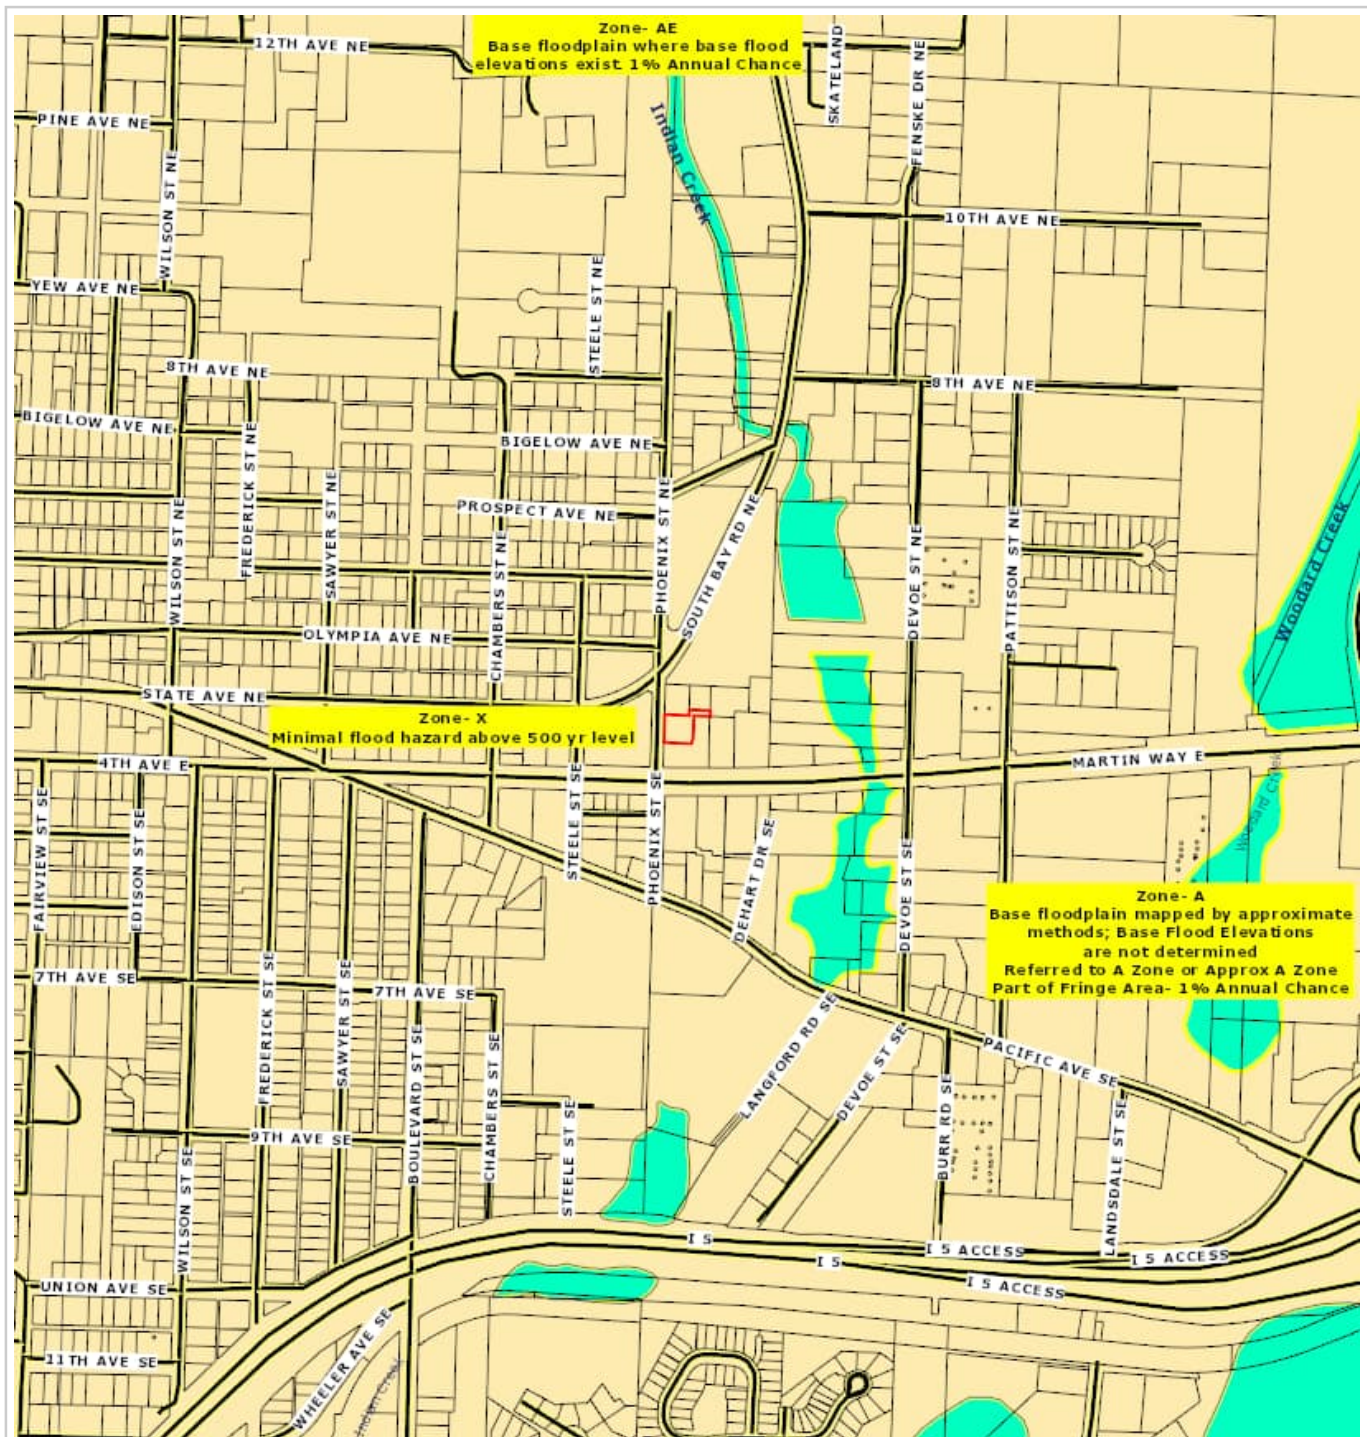 Zone- AE
Base floodplain where base flood
elevations exist. 1% Annual Chance
12TH AVE NE
SKATELAND
FENSKE DR NE
PINE AVE NE
Indian Creek
WILSON ST NE
10TH AVE NE
YEW AVE NE
STEELE ST NE
8TH AVE NE
8TH AVE NE
BIGELOW AVE NE
BIGELOW AVE NE
FREDERICK ST NE
SAWYER ST NE
PROSPECT AVE NE
PHOENIX ST NE
SOUTH BAY RD NE
WILSON ST NE
CHAMBERS ST NE
DEVOE ST NE
PATTISON ST NE
Woodard Creek
OLYMPIA AVE NE
STATE AVE NE
Zone- X
Minimal flood hazard above 500 yr level
4TH AVE E
MARTIN WAY E
Woodard Creek
FAIRVIEW ST SE
EDISON ST SE
STEELE ST SE
PHOENIX ST SE
DEHART DR SE
DEVOE ST SE
Zone- A
Base floodplain mapped by approximate
methods; Base Flood Elevations
are not determined
Referred to A Zone or Approx A Zone
Part of Fringe Area- 1% Annual Chance
7TH AVE SE
7TH AVE SE
FREDERICK ST SE
SAWYER ST SE
BOULEVARD ST SE
CHAMBERS ST SE
LANGFORD RD SE
DEVOE ST SE
PACIFIC AVE SE
BURR RD SE
LANDSDALE ST SE
STEELE ST SE
9TH AVE SE
WILSON ST SE
I 5
I 5 ACCESS
I 5 ACCESS
I 5
I 5 ACCESS
UNION AVE SE
WHEELER AVE SE
11TH AVE SE
Indian Creek